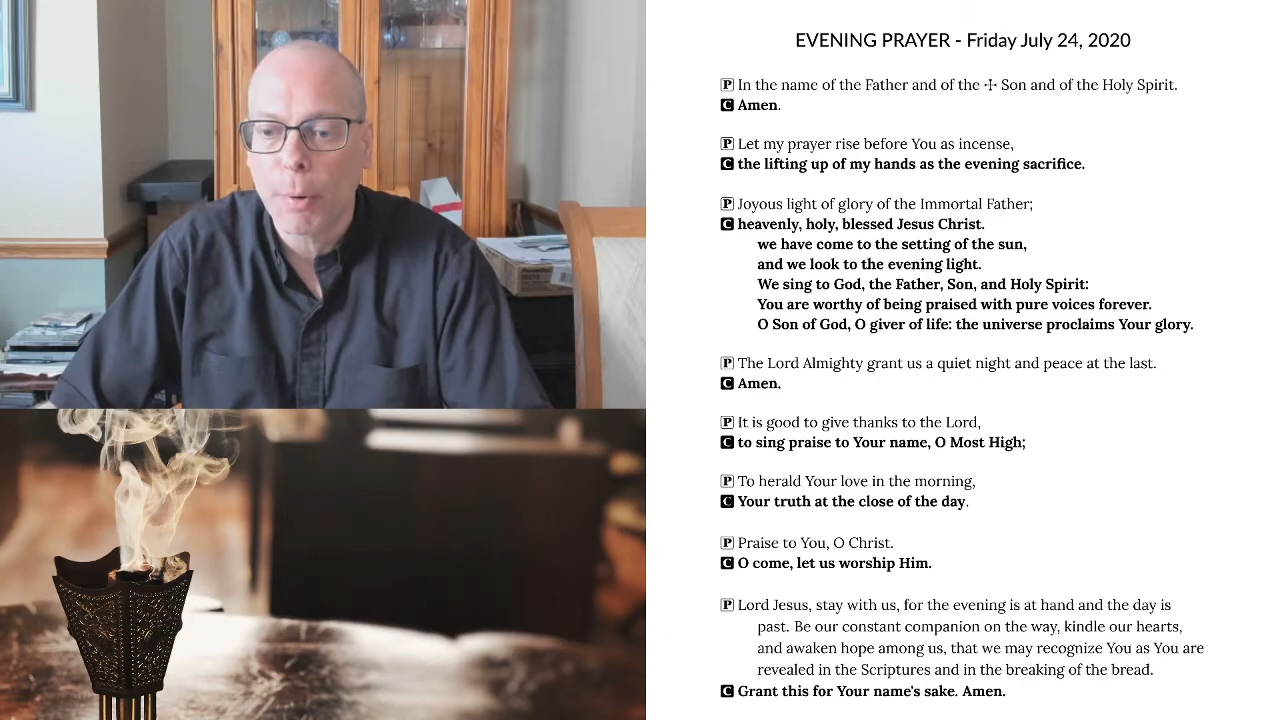 EVENING PRAYER - Friday July 24, 2020
P In the name of the Father and of the ☩ Son and of the Holy Spirit.
C Amen.
P Let my prayer rise before You as incense,
C the lifting up of my hands as the evening sacrifice.
P Joyous light of glory of the Immortal Father;
C heavenly, holy, blessed Jesus Christ.
we have come to the setting of the sun,
and we look to the evening light.
We sing to God, the Father, Son, and Holy Spirit:
You are worthy of being praised with pure voices forever.
O Son of God, O giver of life: the universe proclaims Your glory.
P The Lord Almighty grant us a quiet night and peace at the last.
C Amen.
P It is good to give thanks to the Lord,
C to sing praise to Your name, O Most High;
P To herald Your love in the morning,
C Your truth at the close of the day.
P Praise to You, O Christ.
C O come, let us worship Him.
P Lord Jesus, stay with us, for the evening is at hand and the day is
past. Be our constant companion on the way, kindle our hearts,
and awaken hope among us, that we may recognize You as You are
revealed in the Scriptures and in the breaking of the bread.
C Grant this for Your name's sake. Amen.